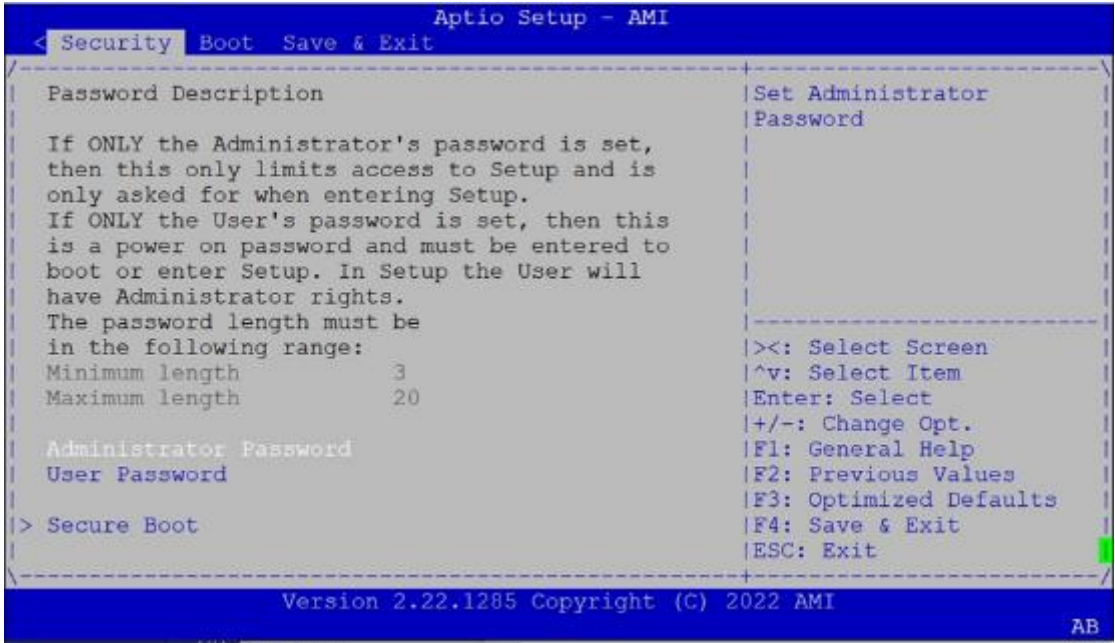 Aptio Setup - AMI
< Security Boot Save & Exit
Password Description
If ONLY the Administrator's password is set,
then this only limits access to Setup and is
only asked for when entering Setup.
If ONLY the User's password is set, then this
is a power on password and must be entered to
boot or enter Setup. In Setup the User will
have Administrator rights.
The password length must be
in the following range:
Minimum length 3
Maximum length 20
Administrator Password
User Password
> Secure Boot
Set Administrator
Password
><: Select Screen
^v: Select Item
Enter: Select
+/-: Change Opt.
F1: General Help
F2: Previous Values
F3: Optimized Defaults
F4: Save & Exit
ESC: Exit
Version 2.22.1285 Copyright (C) 2022 AMI
AB